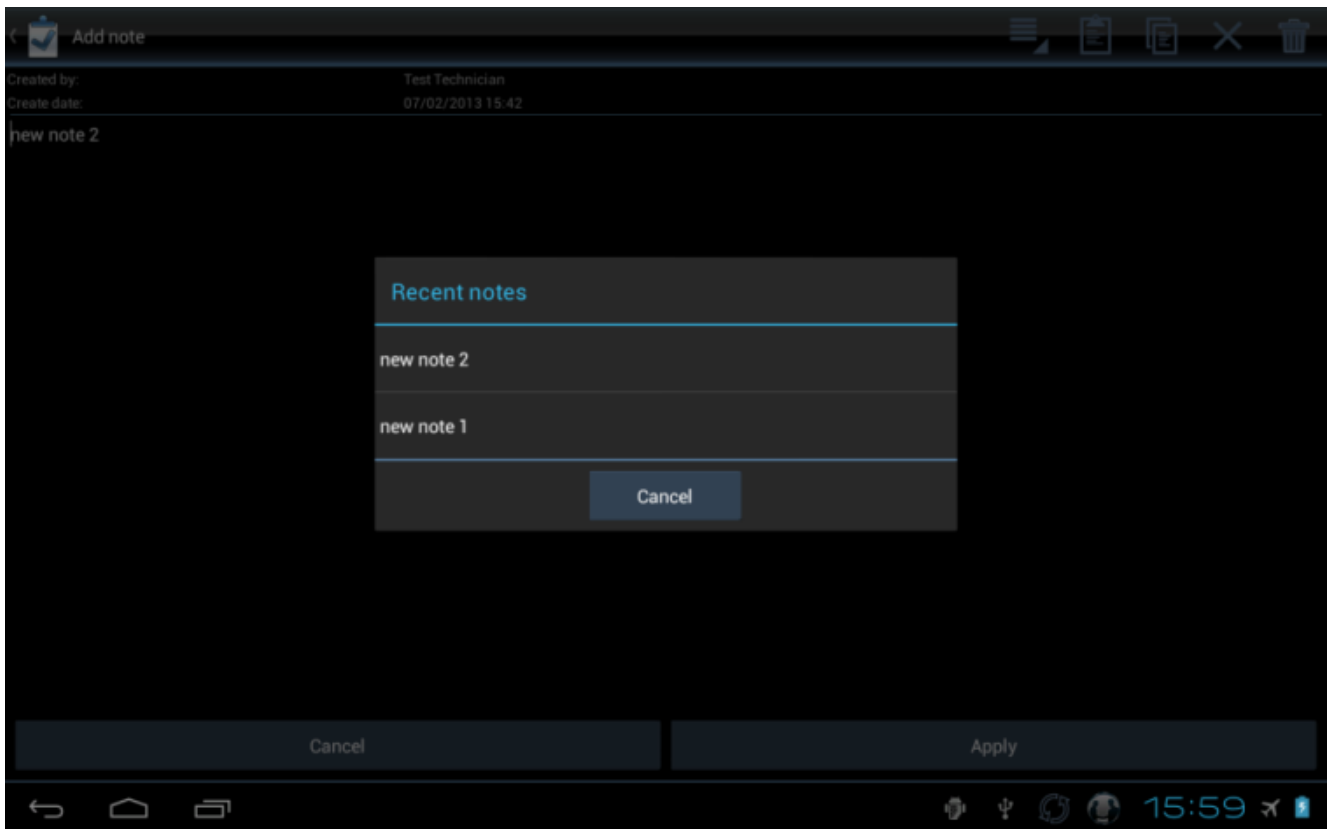 Add note
Created by: Test Technician
Create date: 07/02/2013 15:42
new note 2
Recent notes
new note 2
new note 1
Cancel
Cancel Apply
15:59